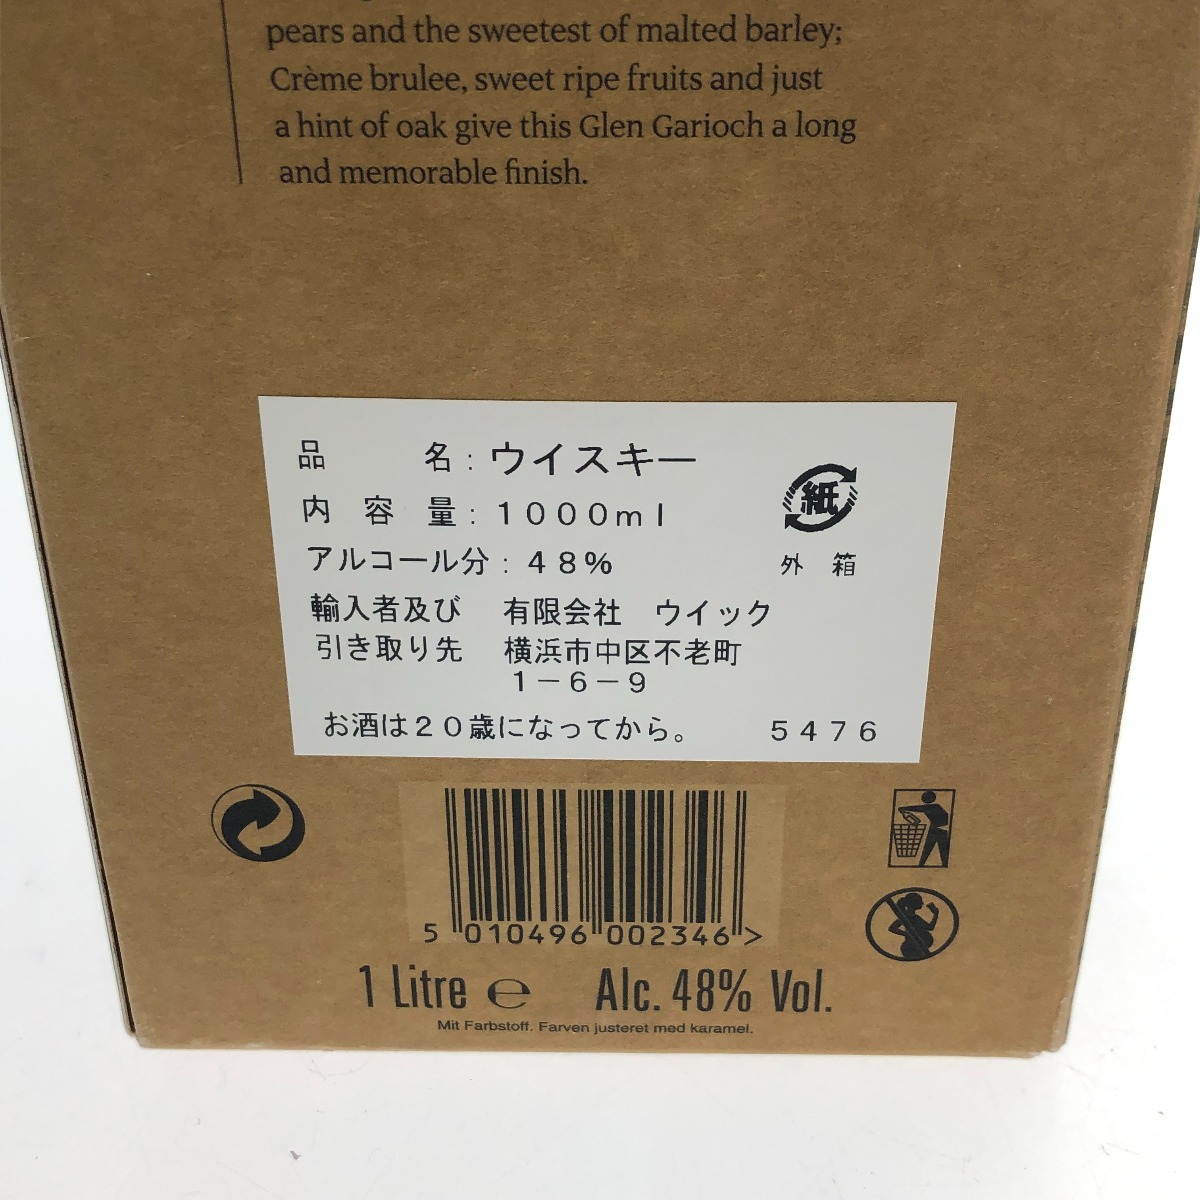 pears and the sweetest of malted barley;
Crème brulee, sweet ripe fruits and just
a hint of oak give this Glen Garioch a long
and memorable finish.
品名:ウイスキー
内容量:1000ml
アルコール分:48%
紙
外箱
輸入者及び 有限会社 ウイック
引き取り先 横浜市中区不老町
1-6-9
お酒は20歳になってから。 5476
5 010496 002346 >
1 Litre ℮ Alc. 48% Vol.
Mit Farbstoff. Farven justeret med karamel.